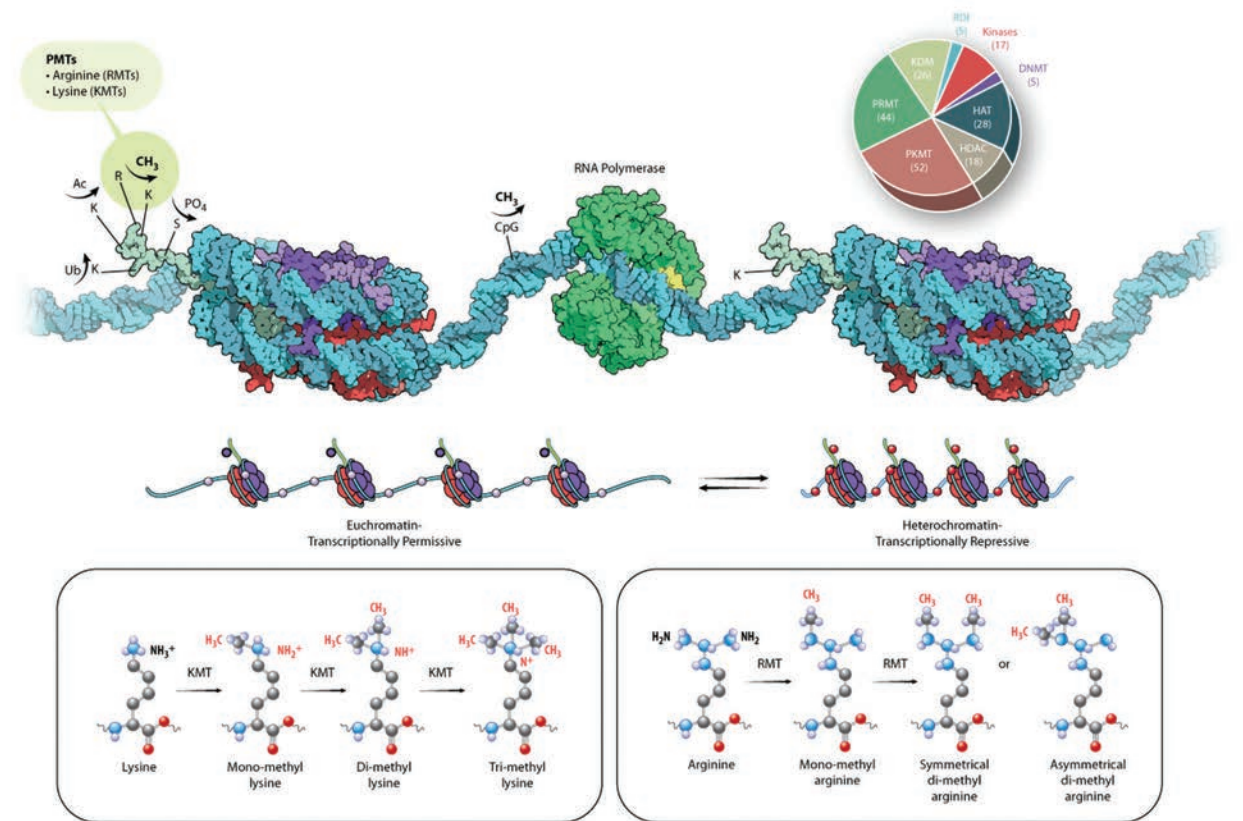 PMTs
• Arginine (RMTs)
• Lysine (KMTs)
CH₃
R
K
Ac
K
PO₄
S
Ub
K
CH₃
CpG
RNA Polymerase
K
RDI
(5)
Kinases
(17)
DNMT
(5)
HAT
(28)
HDAC
(18)
PKMT
(52)
PRMT
(44)
KDM
(26)
Euchromatin-
Transcriptionally Permissive
Heterochromatin-
Transcriptionally Repressive
NH₃⁺
KMT
H₃C
NH₂⁺
KMT
CH₃
H₃C
NH⁺
KMT
CH₃
H₃C
CH₃
N⁺
Lysine
Mono-methyl
lysine
Di-methyl
lysine
Tri-methyl
lysine
H₂N
NH₂
RMT
CH₃
RMT
CH₃
CH₃
or
CH₃
H₃C
Arginine
Mono-methyl
arginine
Symmetrical
di-methyl
arginine
Asymmetrical
di-methyl
arginine